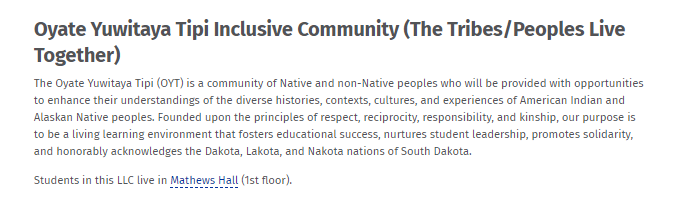 Oyate Yuwitaya Tipi Inclusive Community (The Tribes/Peoples Live
Together)
The Oyate Yuwitaya Tipi (OYT) is a community of Native and non-Native peoples who will be provided with opportunities
to enhance their understandings of the diverse histories, contexts, cultures, and experiences of American Indian and
Alaskan Native peoples. Founded upon the principles of respect, reciprocity, responsibility, and kinship, our purpose is
to be a living learning environment that fosters educational success, nurtures student leadership, promotes solidarity,
and honorably acknowledges the Dakota, Lakota, and Nakota nations of South Dakota.
Students in this LLC live in Mathews Hall (1st floor).